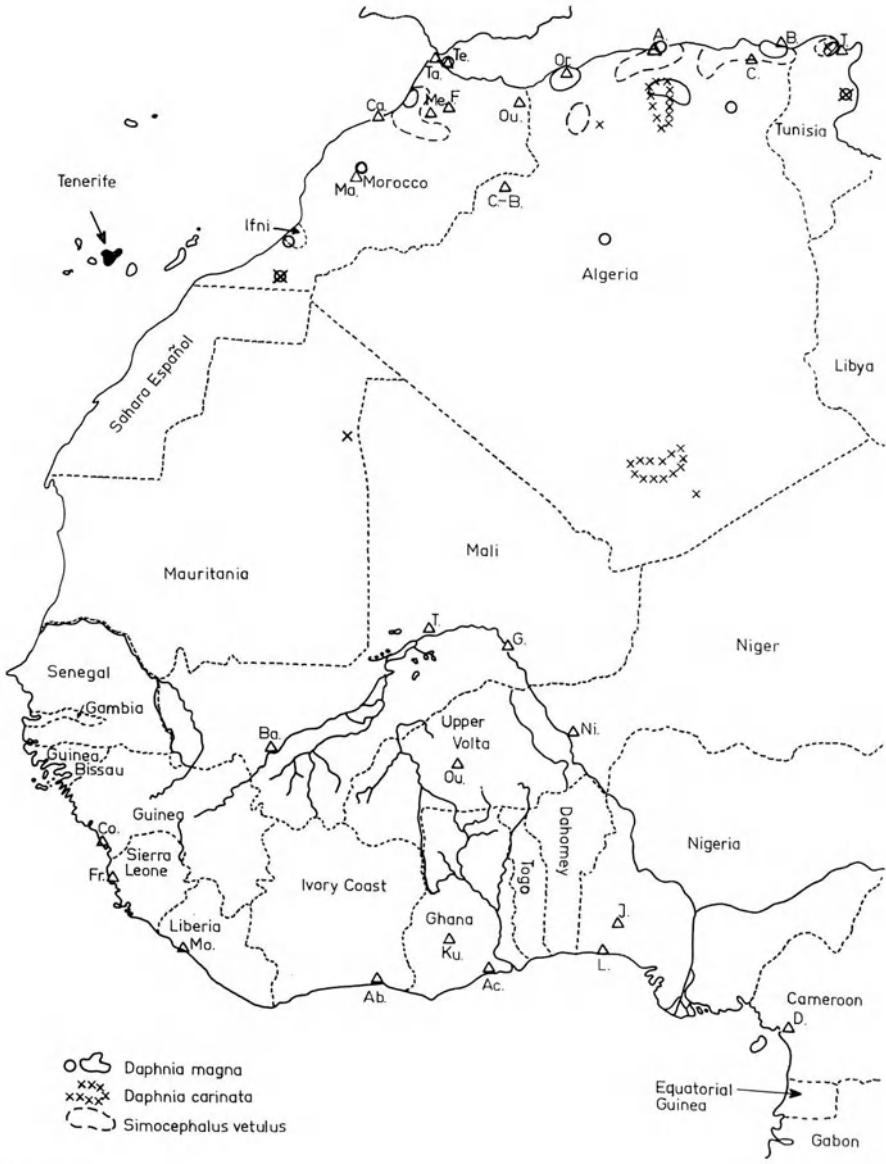 A.
B.
T.
Te.
Or.
C.
Ta.
Me.
F
Ca.
Ou.
Tunisia
Tenerife
Ma.
Morocco
C.-B.
Ifni
Algeria
Sahara Español
Libya
Mali
Mauritania
T.
G.
Niger
Senegal
Gambia
Upper
Volta
Ba.
Ni.
Guinea
Bissau
Ou.
Guinea
Dahomey
Co.
Sierra
Leone
Nigeria
Togo
Fr.
Ivory Coast
Ghana
Liberia
J.
Mo.
Ku.
L.
Ab.
Ac.
Cameroon
D.
Daphnia magna
Daphnia carinata
Equatorial
Guinea
Simocephalus vetulus
Gabon